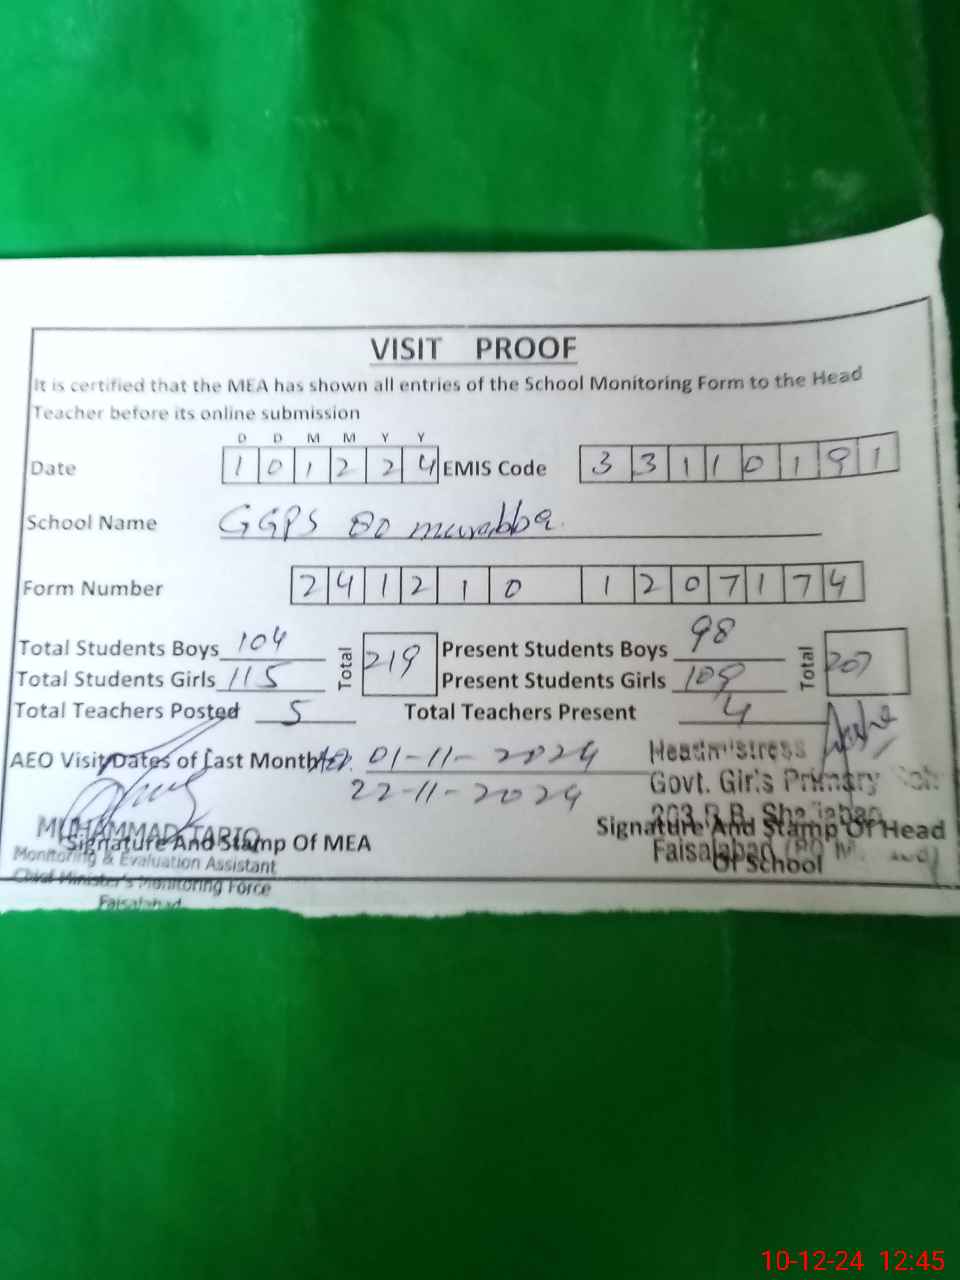 VISIT PROOF
It is certified that the MEA has shown all entries of the School Monitoring Form to the Head
Teacher before its online submission
D D M M Y Y
Date 1 0 1 2 2 4 EMIS Code 3 3 1 1 0 1 9 1
School Name GGPS 80 murabba
Form Number 2 4 1 2 1 0 1 2 0 7 1 7 4
Total Students Boys 104 Total 219 Present Students Boys 98 Total 207
Total Students Girls 115 Present Students Girls 109
Total Teachers Posted 5 Total Teachers Present 4
AEO Visit Dates of Last Month 01-11-2024
22-11-2024
Headmistress
Govt. Girls Primary
203 R.B.
Faisalabad
MUHAMMAD TARIQ
Signature And Stamp Of MEA
Monitoring & Evaluation Assistant
Chief Minister's Monitoring Force
Faisalabad
Signature And Stamp Of Head
Of School
10-12-24 12:45